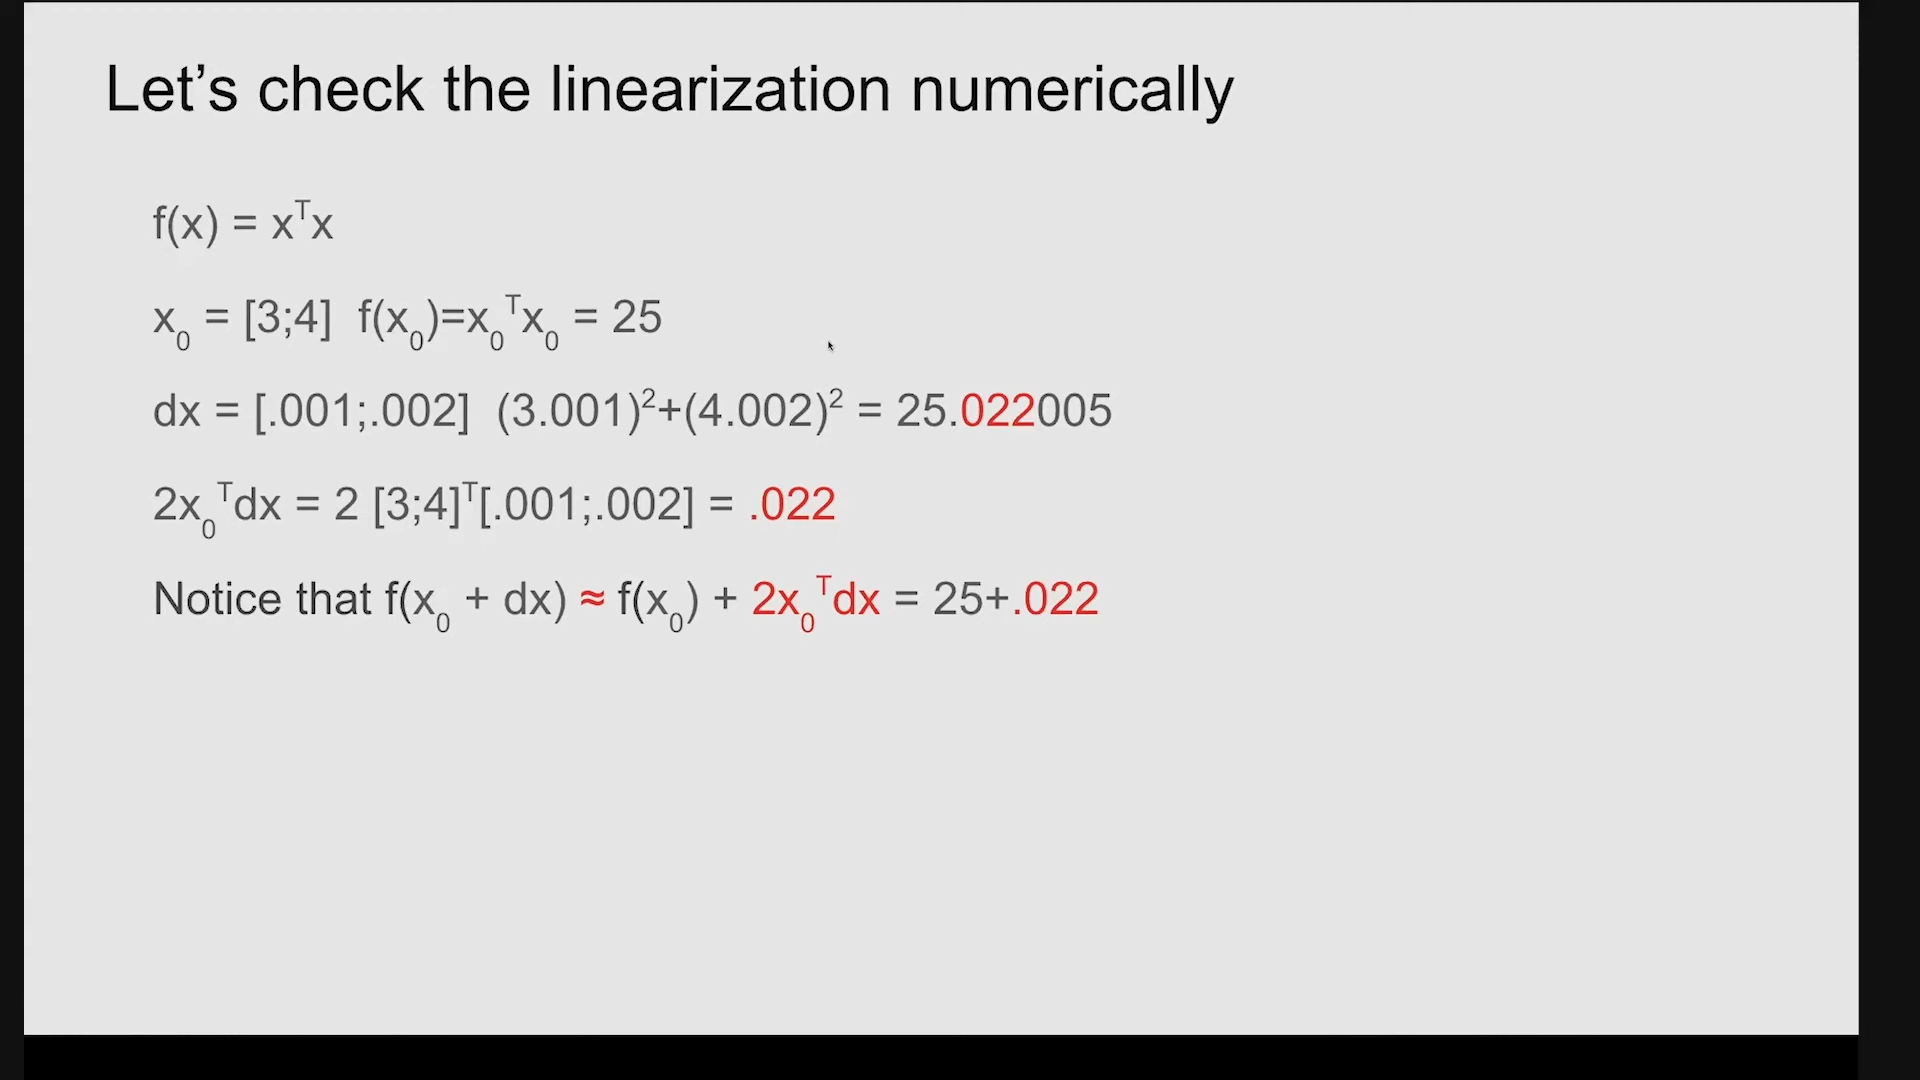 Let’s check the linearization numerically
f(x) = xᵀx
x₀ = [3;4]  f(x₀)=x₀ᵀx₀ = 25
dx = [.001;.002]  (3.001)²+(4.002)² = 25.022005
2x₀ᵀdx = 2 [3;4]ᵀ[.001;.002] = .022
Notice that f(x₀ + dx) ≈ f(x₀) + 2x₀ᵀdx = 25+.022